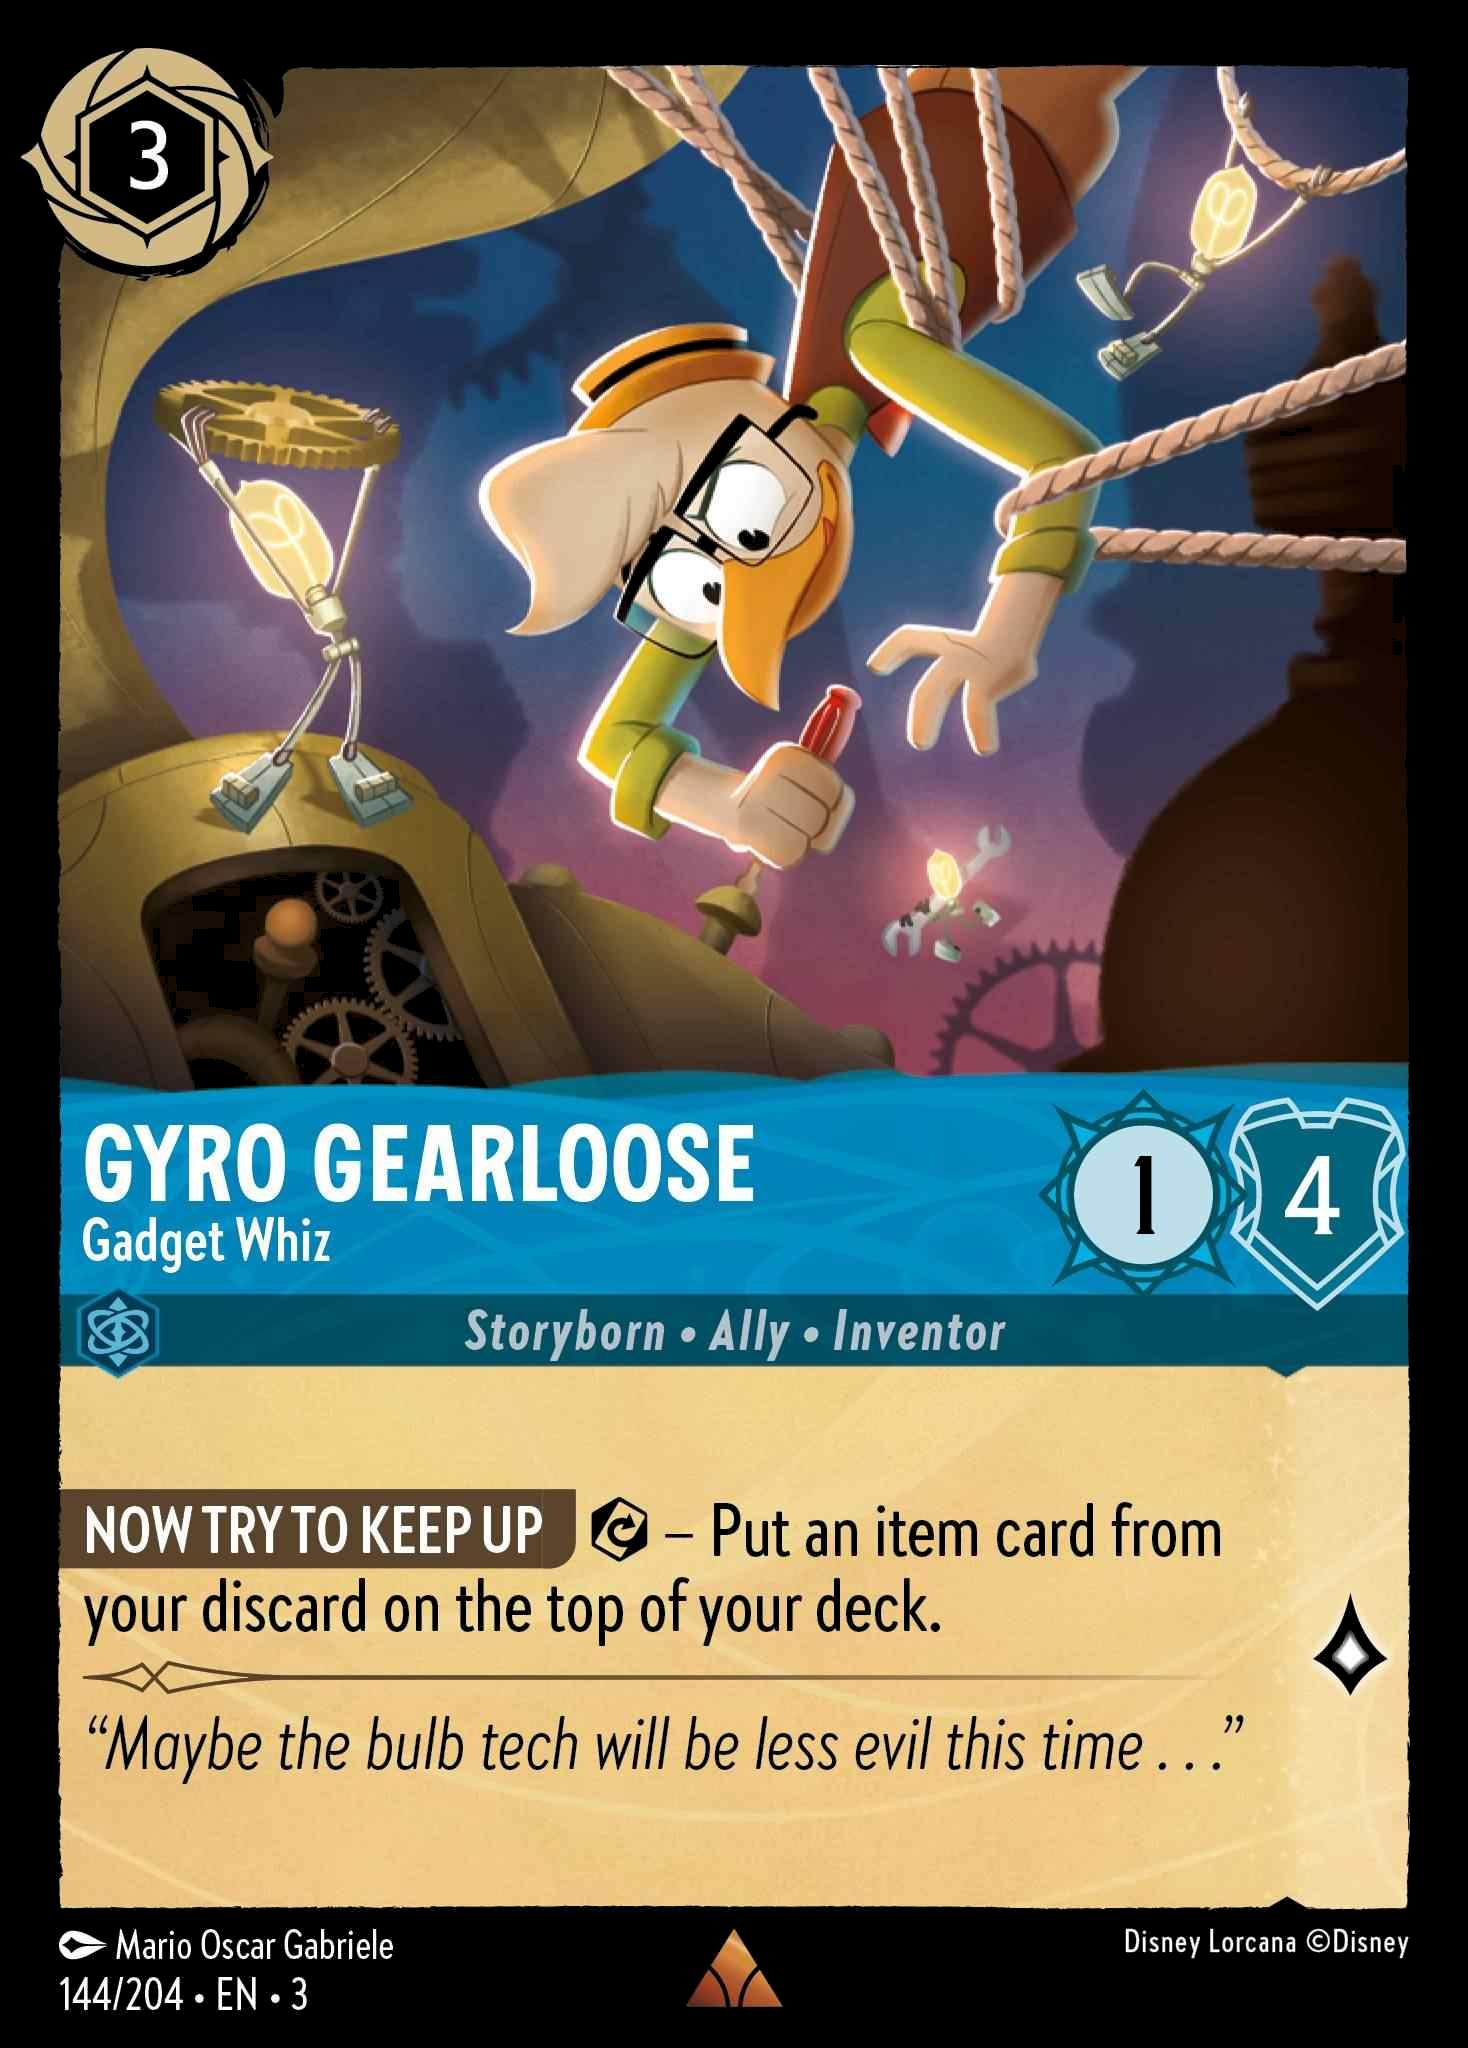 3
GYRO GEARLOOSE
Gadget Whiz
1
4
Storyborn • Ally • Inventor
NOW TRY TO KEEP UP – Put an item card from
your discard on the top of your deck.
“Maybe the bulb tech will be less evil this time . . .”
Mario Oscar Gabriele
Disney Lorcana ©Disney
144/204 • EN • 3